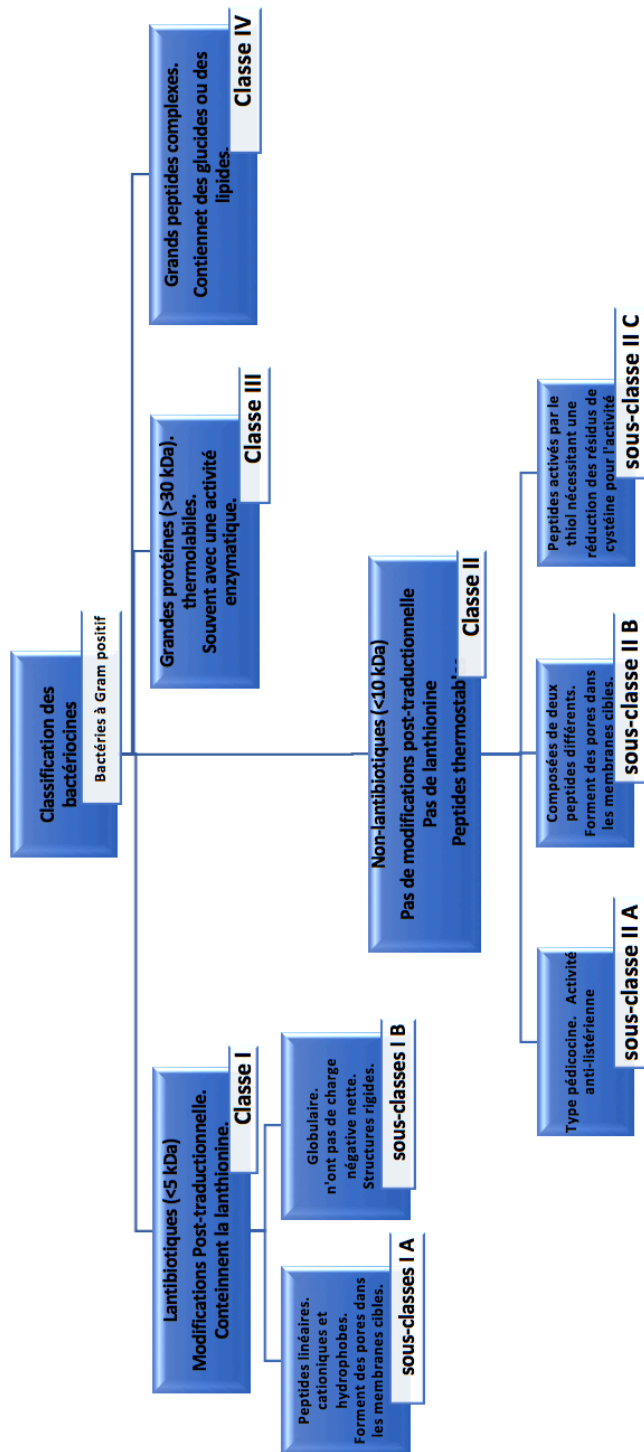 Classification des
bactériocines
Bactéries à Gram positif
Lantibiotiques (<5 kDa)
Modifications Post-traductionnelle.
Conteinnent la lanthionine.
Classe I
Peptides linéaires.
cationiques et
hydrophobes.
Forment des pores dans
les membranes cibles.
sous-classes I A
Globulaire.
n'ont pas de charge
négative nette.
Structures rigides.
sous-classes I B
Non-lantibiotiques (<10 kDa)
Pas de modifications post-traductionnelle
Pas de lanthionine
Peptides thermostables
Classe II
Type pédicocine. Activité
anti-listérienne
sous-classe II A
Composées de deux
peptides différents.
Forment des pores dans
les membranes cibles.
sous-classe II B
Peptides activés par le
thiol nécessitant une
réduction des résidus de
cystéine pour l'activité
sous-classe II C
Grandes protéines (>30 kDa).
thermolabiles.
Souvent avec une activité
enzymatique.
Classe III
Grands peptides complexes.
Contiennet des glucides ou des
lipides.
Classe IV